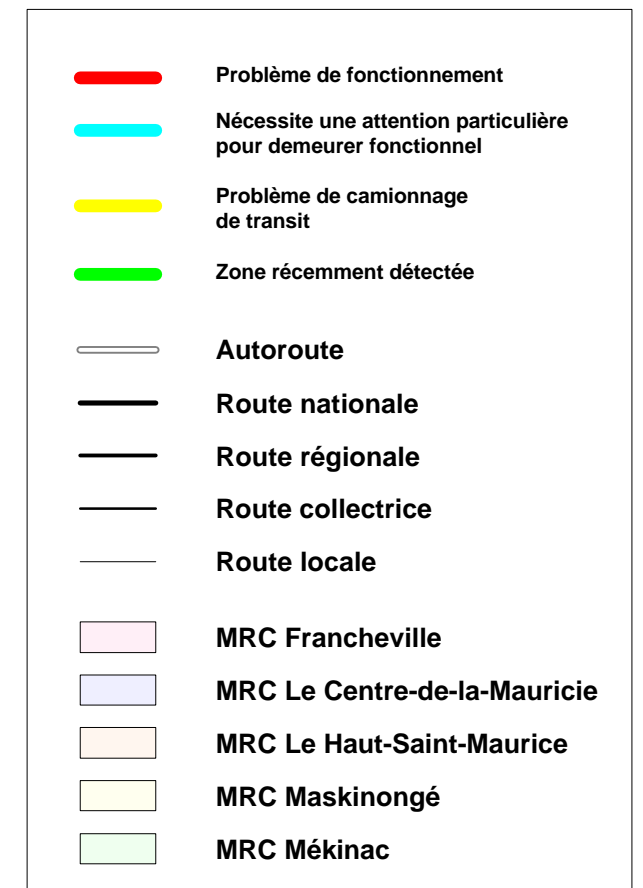 Problème de fonctionnement
Nécessite une attention particulière
pour demeurer fonctionnel
Problème de camionnage
de transit
Zone récemment détectée
Autoroute
Route nationale
Route régionale
Route collectrice
Route locale
MRC Francheville
MRC Le Centre-de-la-Mauricie
MRC Le Haut-Saint-Maurice
MRC Maskinongé
MRC Mékinac